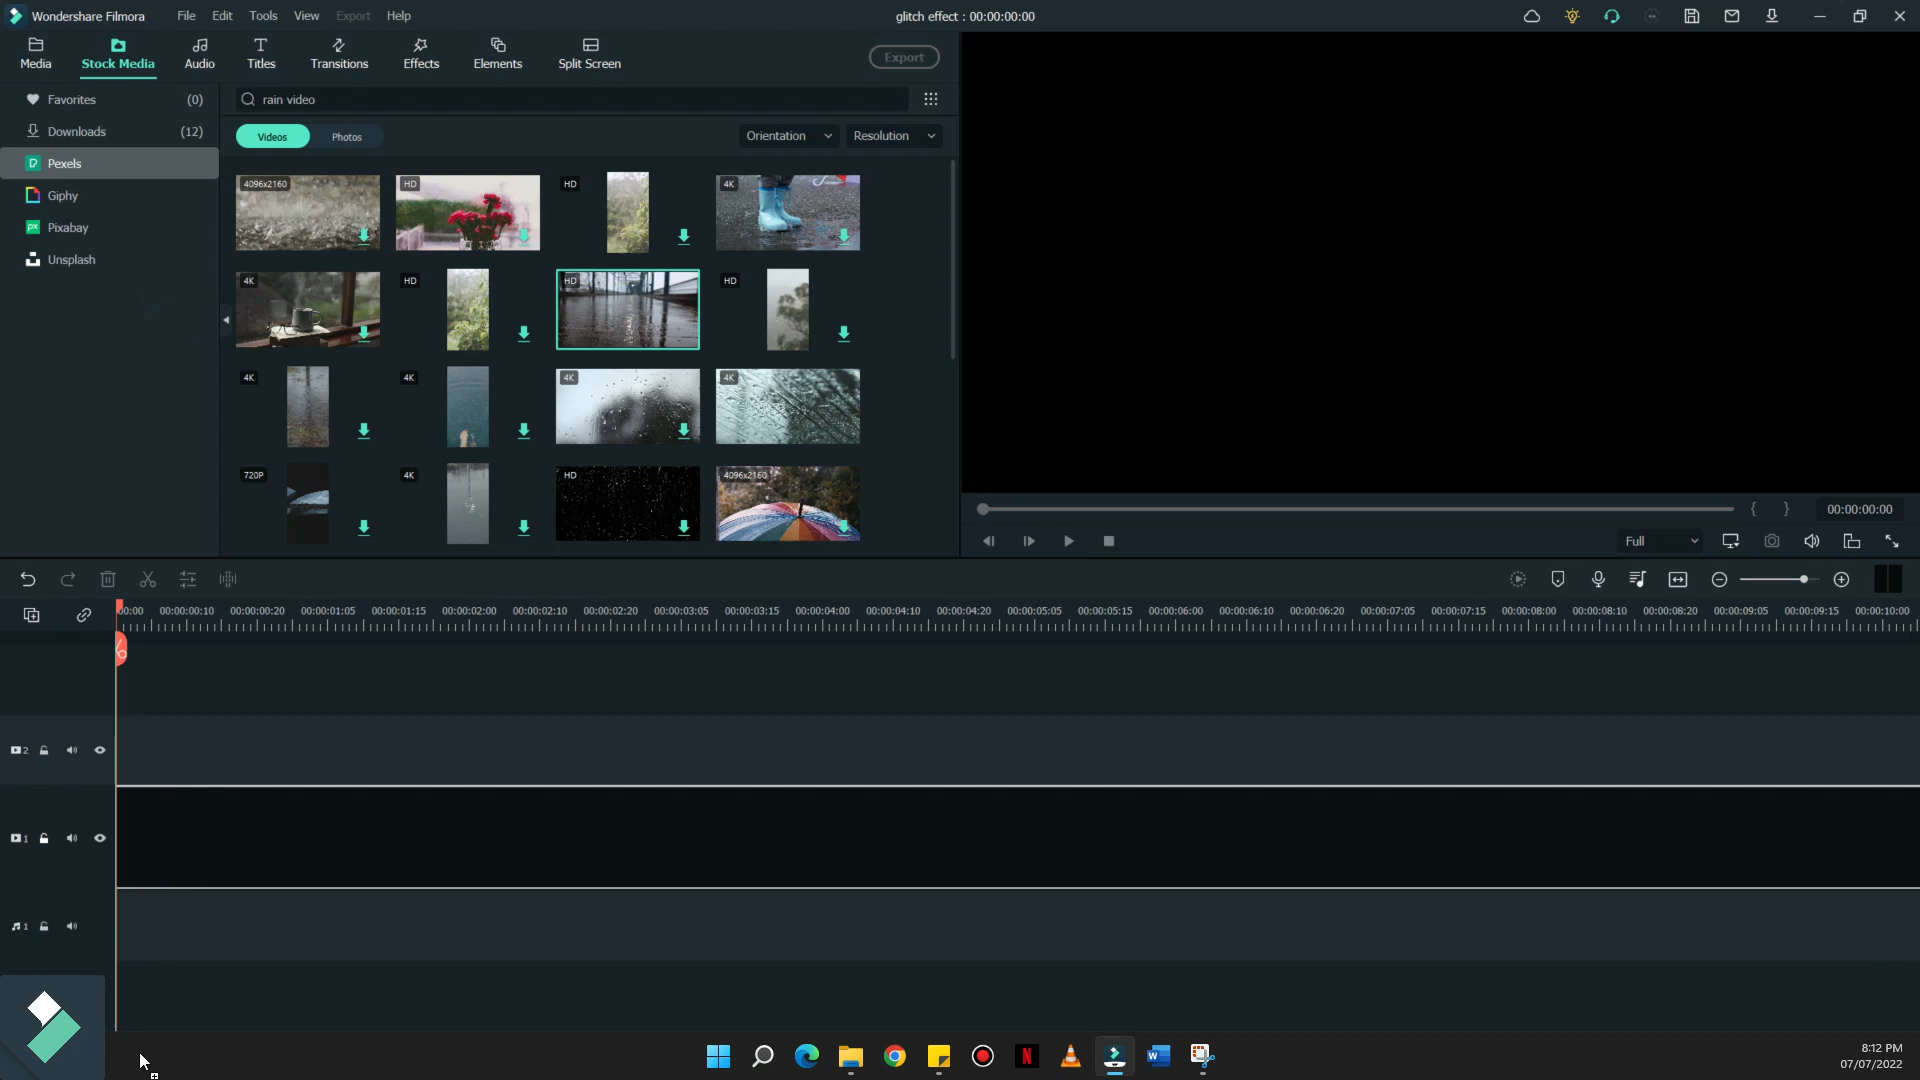 Wondershare Filmora File Edit Tools View Export Help glitch effect : 00:00:00:00
Media Stock Media Audio Titles Transitions Effects Elements Split Screen Export
Favorites (0)
Downloads (12)
Pexels
Giphy
Pixabay
Unsplash
rain video
Videos Photos Orientation Resolution
4096x2160 HD HD 4K
4K HD HD HD
4K 4K 4K 4K
720P 4K HD 4096x2160
00:00:00:00
Full
00:00 00:00:00:10 00:00:00:20 00:00:01:05 00:00:01:15 00:00:02:00 00:00:02:10 00:00:02:20 00:00:03:05 00:00:03:15 00:00:04:00 00:00:04:10 00:00:04:20 00:00:05:05 00:00:05:15 00:00:06:00 00:00:06:10 00:00:06:20 00:00:07:05 00:00:07:15 00:00:08:00 00:00:08:10 00:00:08:20 00:00:09:05 00:00:09:15 00:00:10:00
2
1
1
8:12 PM
07/07/2022